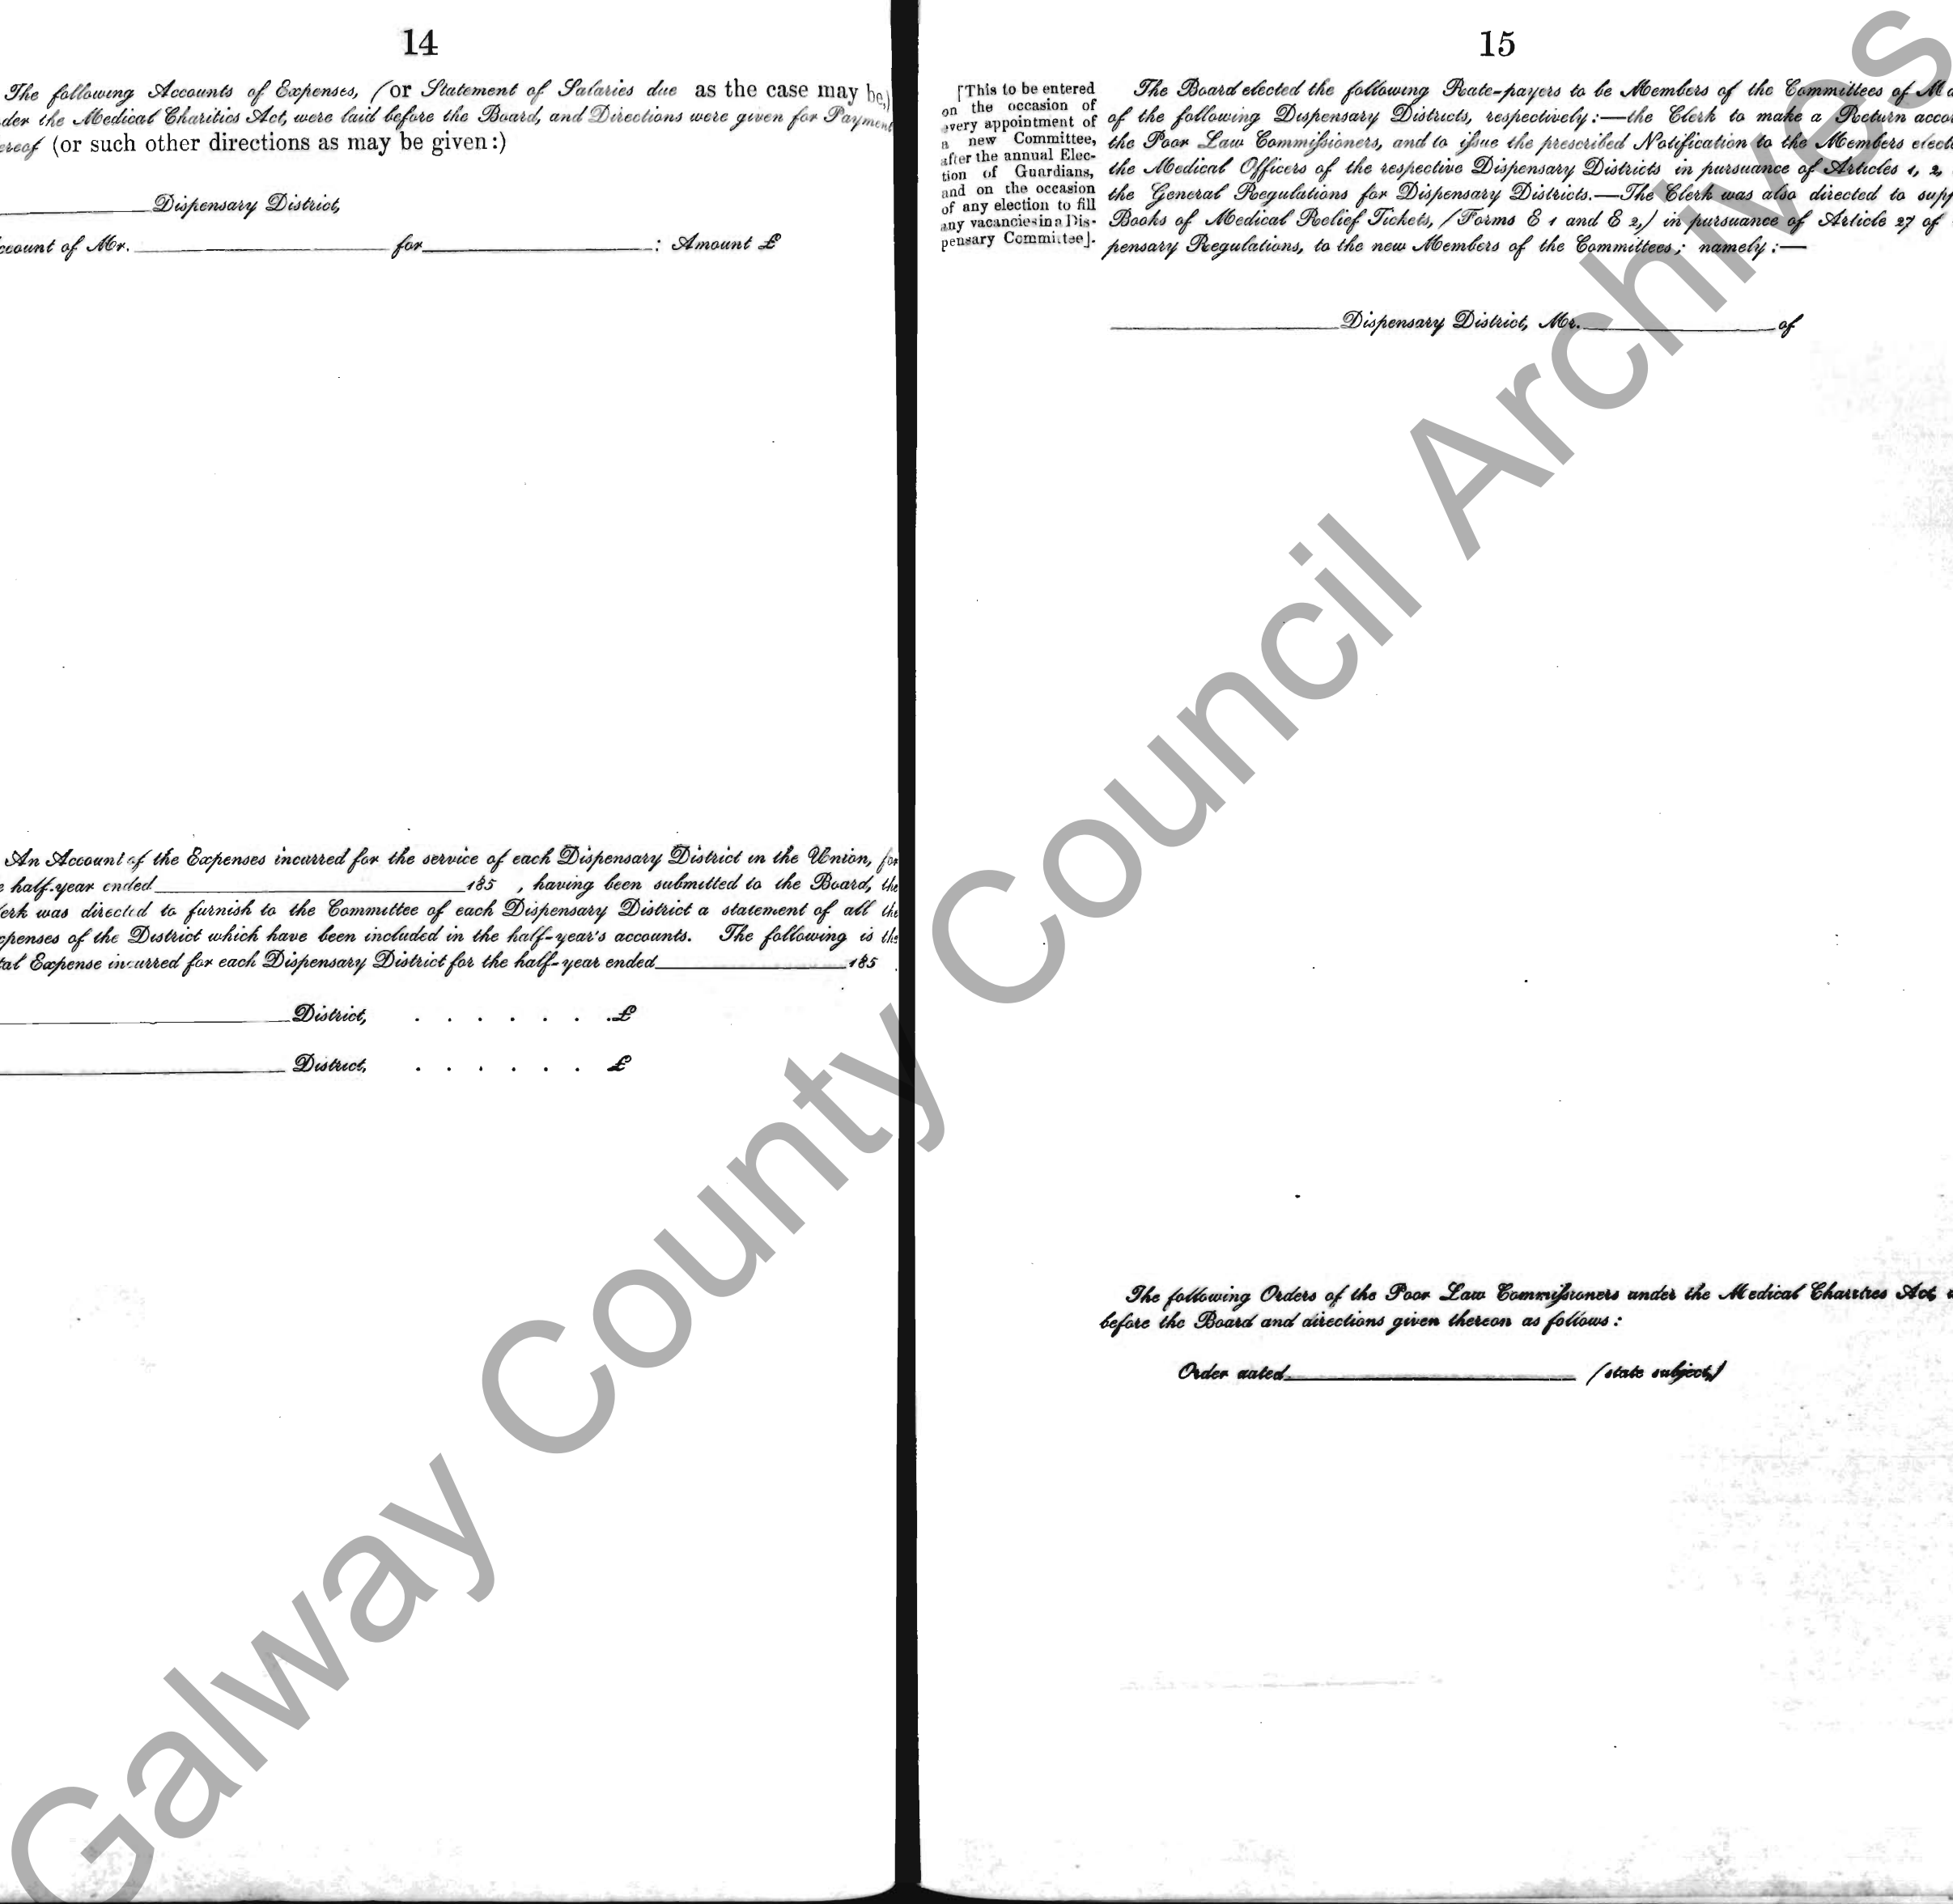 14
The following Accounts of Expenses, (or Statement of Salaries due as the case may be,)
der the Medical Charities Act, were laid before the Board, and Directions were given for Payment
ereof (or such other directions as may be given:)
Dispensary District,
ccount of Mr. for : Amount £
An Account of the Expenses incurred for the service of each Dispensary District in the Union, for
e half-year ended 185 , having been submitted to the Board, the
lerk was directed to furnish to the Committee of each Dispensary District a statement of all the
xpenses of the District which have been included in the half-year's accounts. The following is the
tal Expense incurred for each Dispensary District for the half-year ended 185
District, . . . . . . . £
District, . . . . . . £
15
[This to be entered
on the occasion of
every appointment of
a new Committee,
after the annual Elec-
tion of Guardians,
and on the occasion
of any election to fill
any vacancies in a Dis-
pensary Committee].
The Board elected the following Rate-payers to be Members of the Committees of Ma
of the following Dispensary Districts, respectively:—the Clerk to make a Return accor
the Poor Law Commissioners, and to issue the prescribed Notification to the Members elect
the Medical Officers of the respective Dispensary Districts in pursuance of Articles 1, 2,
the General Regulations for Dispensary Districts.—The Clerk was also directed to supp
Books of Medical Relief Tickets, (Forms E 1 and E 2,) in pursuance of Article 27 of
pensary Regulations, to the new Members of the Committees; namely:—
Dispensary District, Mr. of
The following Orders of the Poor Law Commissioners under the Medical Charities Act, w
before the Board and directions given thereon as follows:
Order dated (state subject,)
Galway County Council Archives